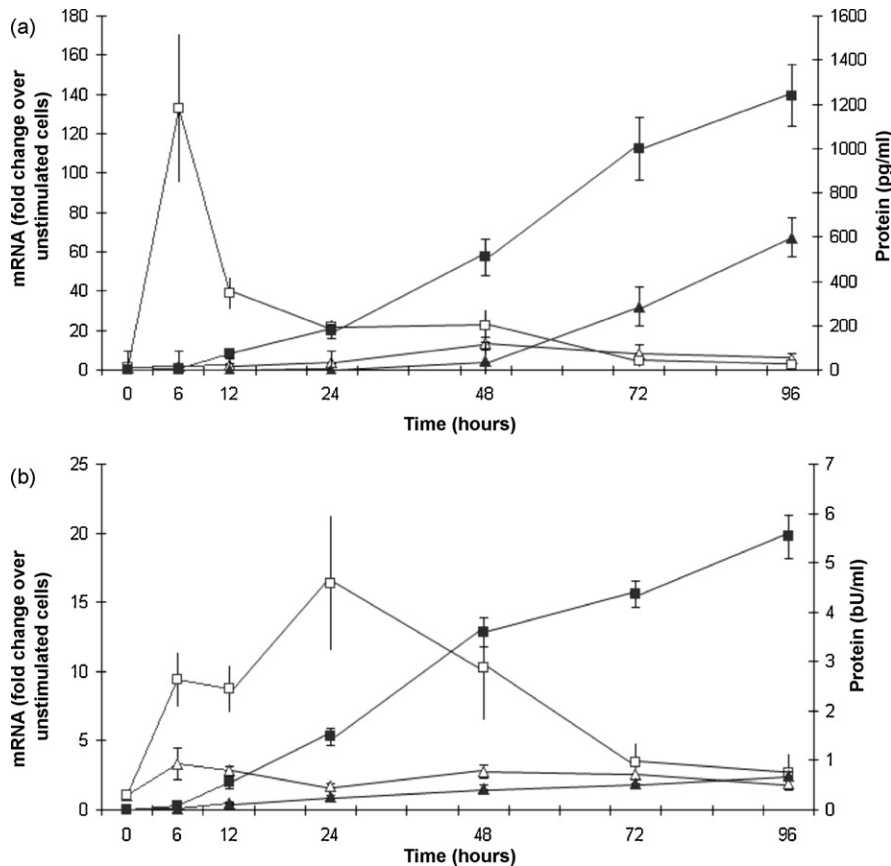 (a)
mRNA (fold change over
unstimulated cells)
180
160
140
120
100
80
60
40
20
0
1600
1400
1200
1000
800
600
400
200
0
Protein (pg/ml)
0 6 12 24 48 72 96
Time (hours)
(b)
mRNA (fold change over
unstimulated cells)
25
20
15
10
5
0
7
6
5
4
3
2
1
0
Protein (bU/ml)
0 6 12 24 48 72 96
Time (hours)